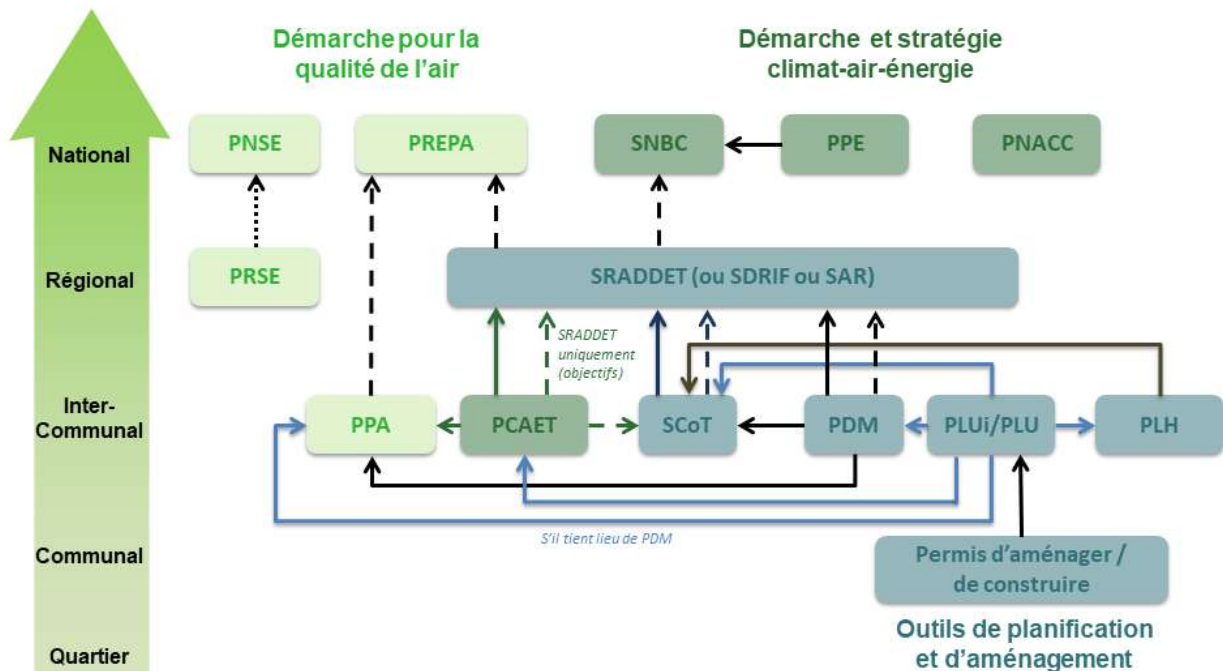 Démarche pour la
qualité de l'air
Démarche et stratégie
climat-air-énergie
National
PNSE
PREPA
SNBC
PPE
PNACC
Régional
PRSE
SRADDET (ou SDRIF ou SAR)
SRADDET
uniquement
(objectifs)
Inter-
Communal
PPA
PCAET
SCoT
PDM
PLUi/PLU
PLH
S'il tient lieu de PDM
Communal
Permis d'aménager /
de construire
Outils de planification
et d'aménagement
Quartier